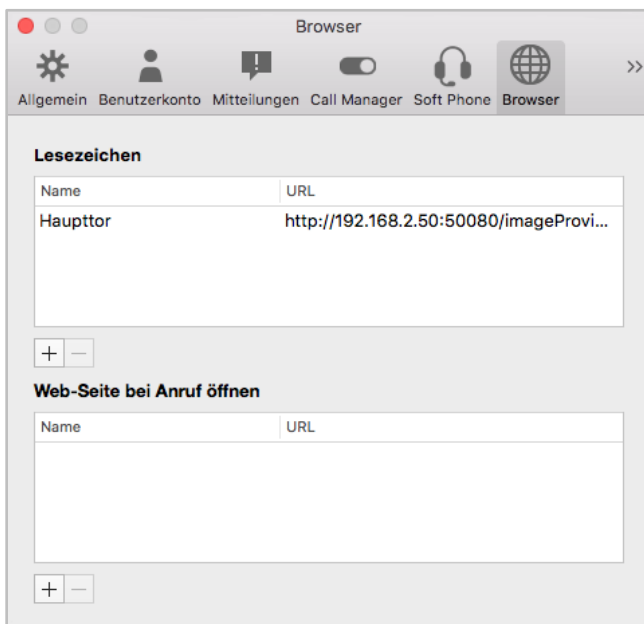 Browser
Allgemein Benutzerkonto Mitteilungen Call Manager Soft Phone Browser
Lesezeichen
Name URL
Haupttor http://192.168.2.50:50080/imageProvi...
+ −
Web-Seite bei Anruf öffnen
Name URL
+ −